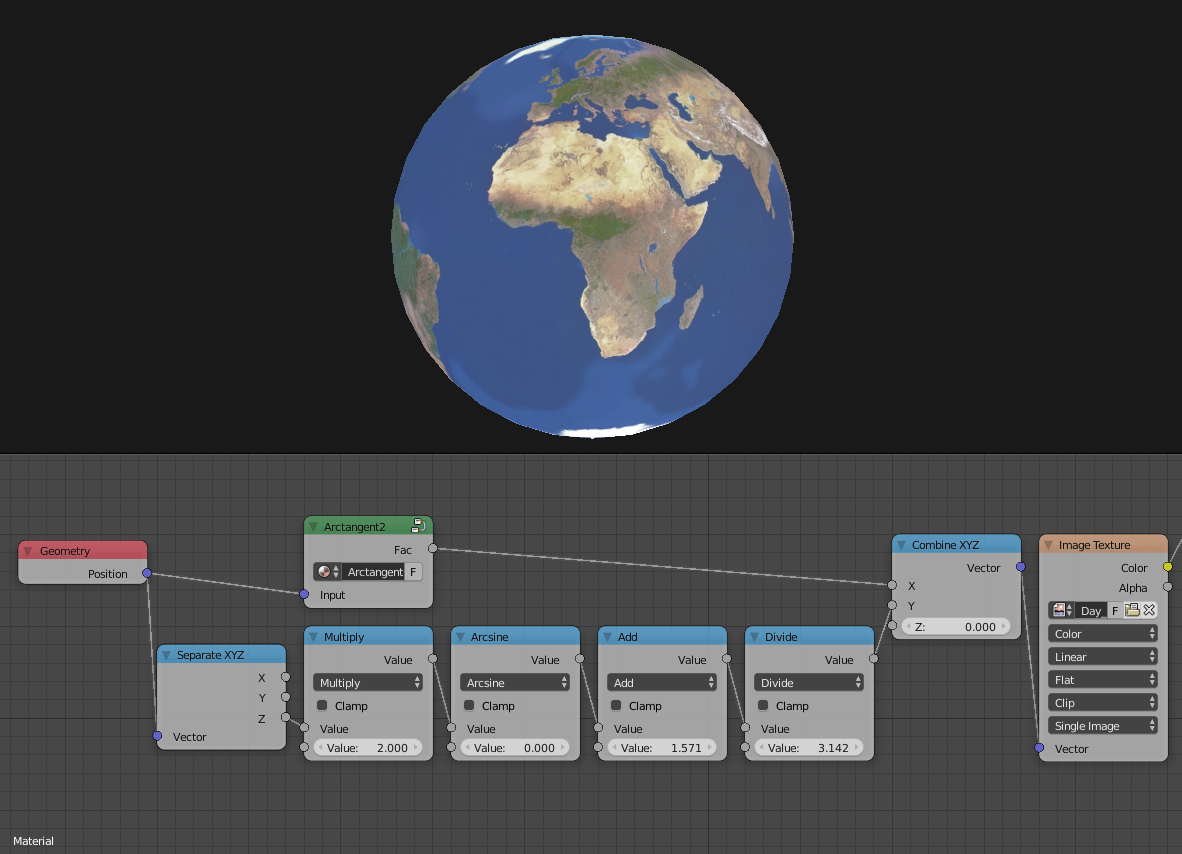 Geometry
Position
Arctangent2
Fac
Arctangent F
Input
Separate XYZ
X
Y
Z
Vector
Multiply
Value
Multiply
Clamp
Value
Value: 2.000
Arcsine
Value
Arcsine
Clamp
Value
Value: 0.000
Add
Value
Add
Clamp
Value
Value: 1.571
Divide
Value
Divide
Clamp
Value
Value: 3.142
Combine XYZ
Vector
X
Y
Z: 0.000
Image Texture
Color
Alpha
Day F
Color
Linear
Flat
Clip
Single Image
Vector
Material